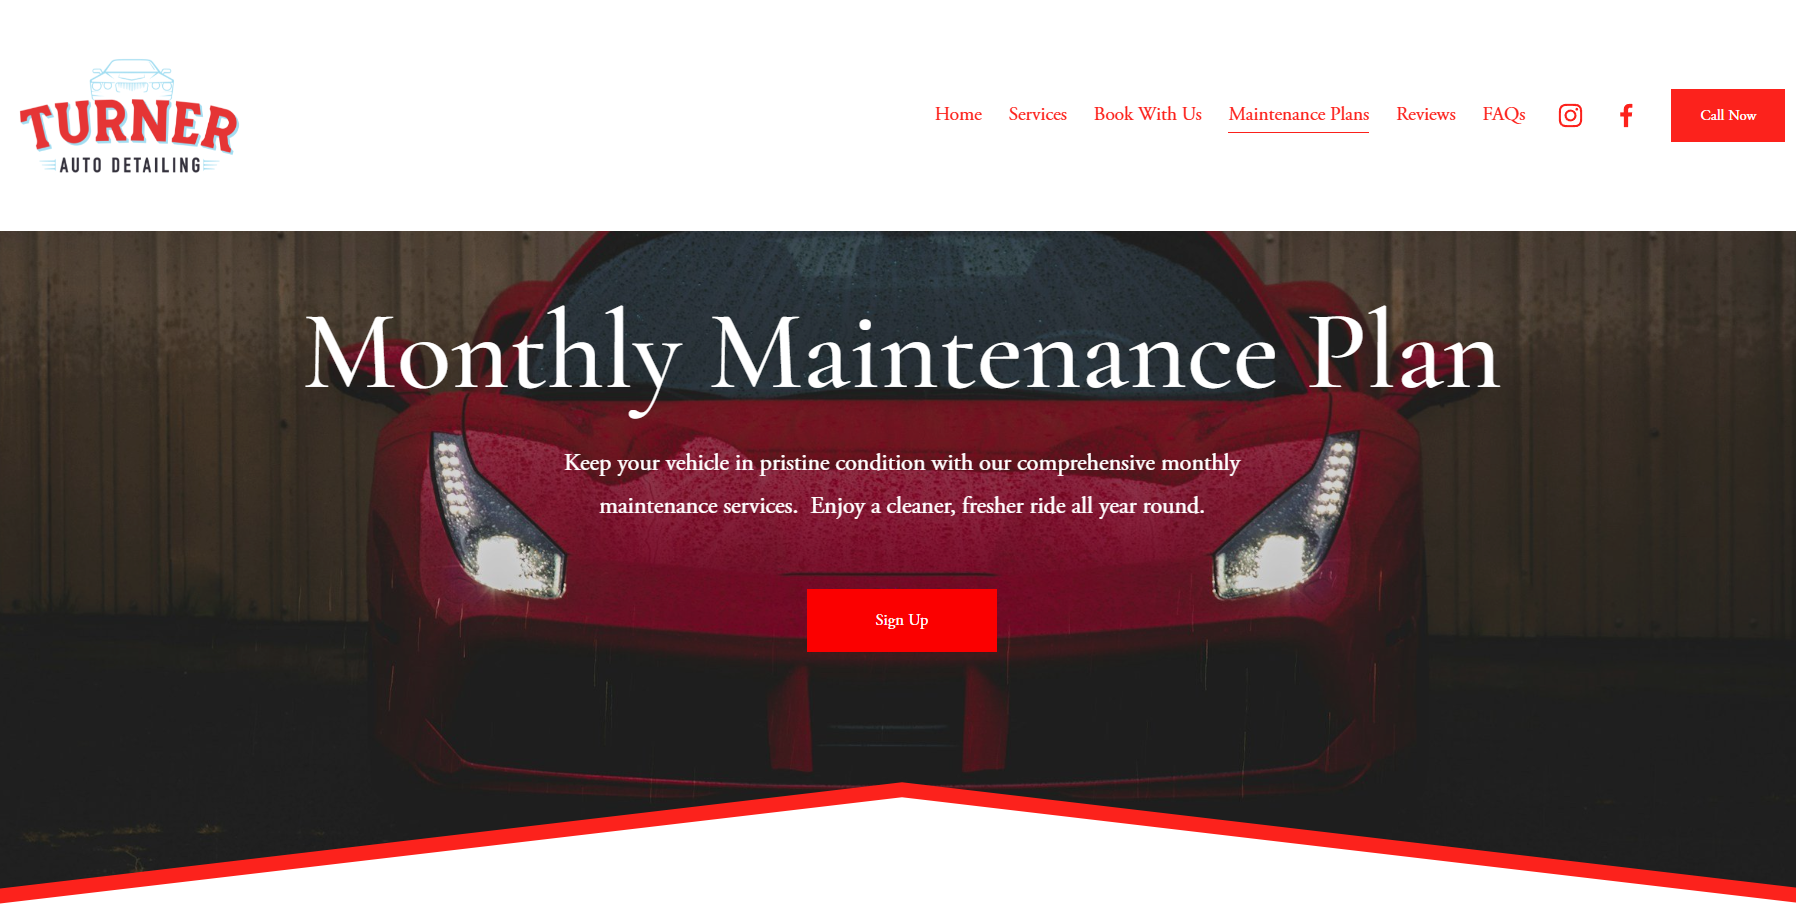 TURNER
AUTO DETAILING
Home Services Book With Us Maintenance Plans Reviews FAQs Call Now
Monthly Maintenance Plan
Keep your vehicle in pristine condition with our comprehensive monthly
maintenance services.  Enjoy a cleaner, fresher ride all year round.
Sign Up